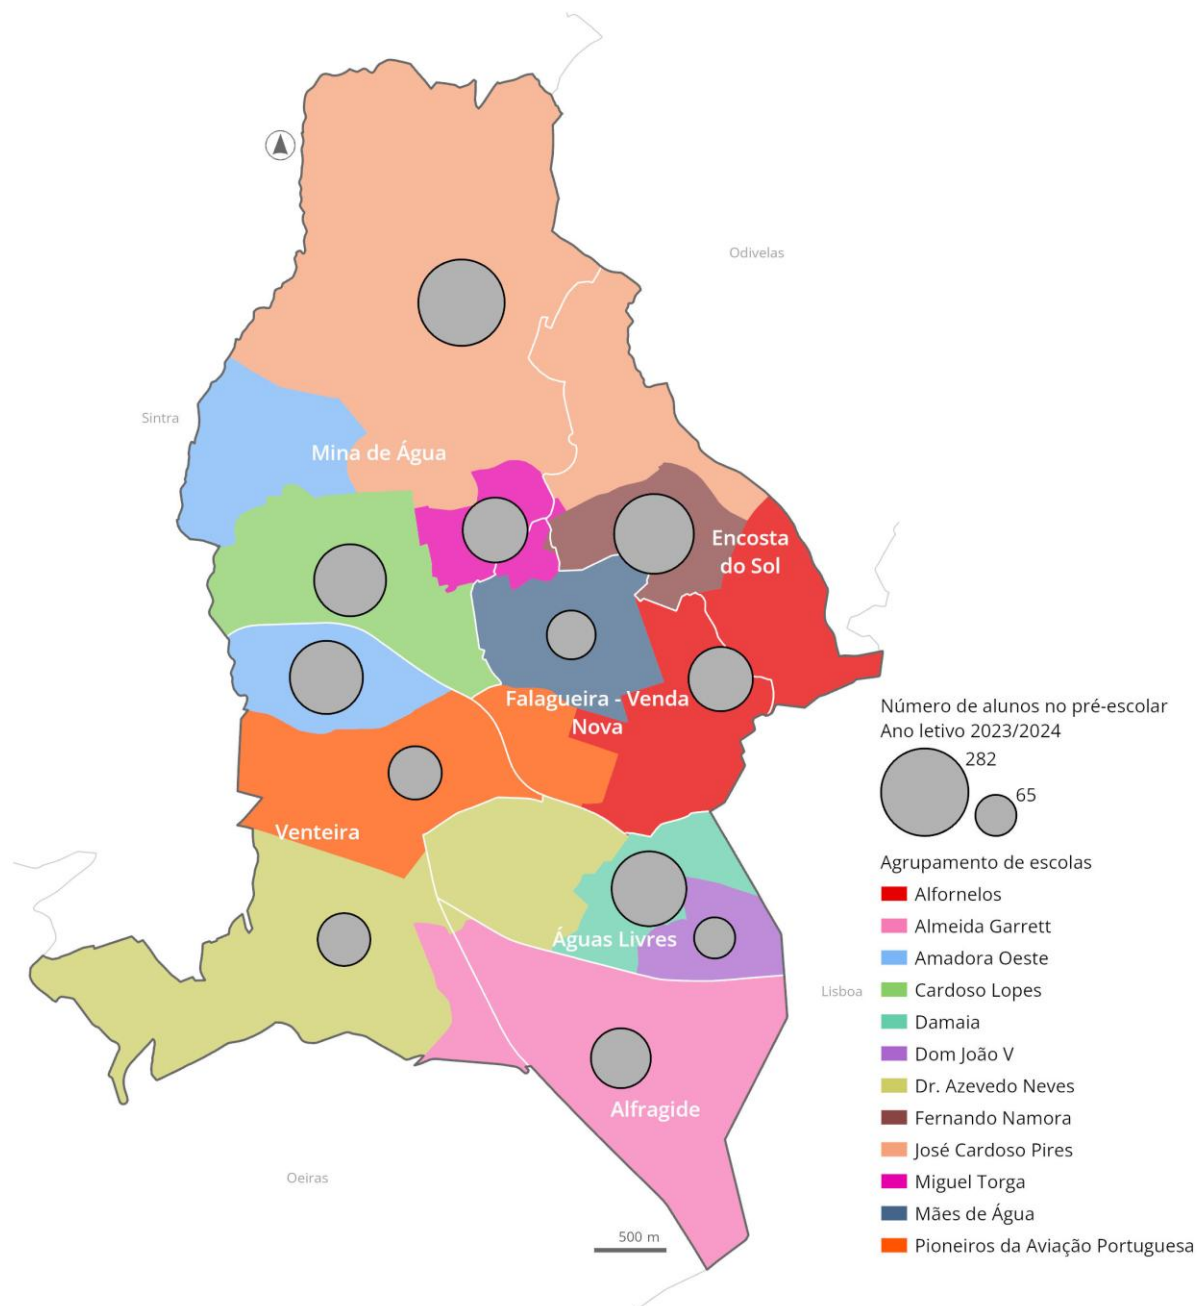 Odivelas
Sintra
Mina de Água
Encosta
do Sol
Falagueira - Venda
Nova
Venteira
Águas Livres
Lisboa
Alfragide
Oeiras
500 m
Número de alunos no pré-escolar
Ano letivo 2023/2024
282
65
Agrupamento de escolas
Alfornelos
Almeida Garrett
Amadora Oeste
Cardoso Lopes
Damaia
Dom João V
Dr. Azevedo Neves
Fernando Namora
José Cardoso Pires
Miguel Torga
Mães de Água
Pioneiros da Aviação Portuguesa